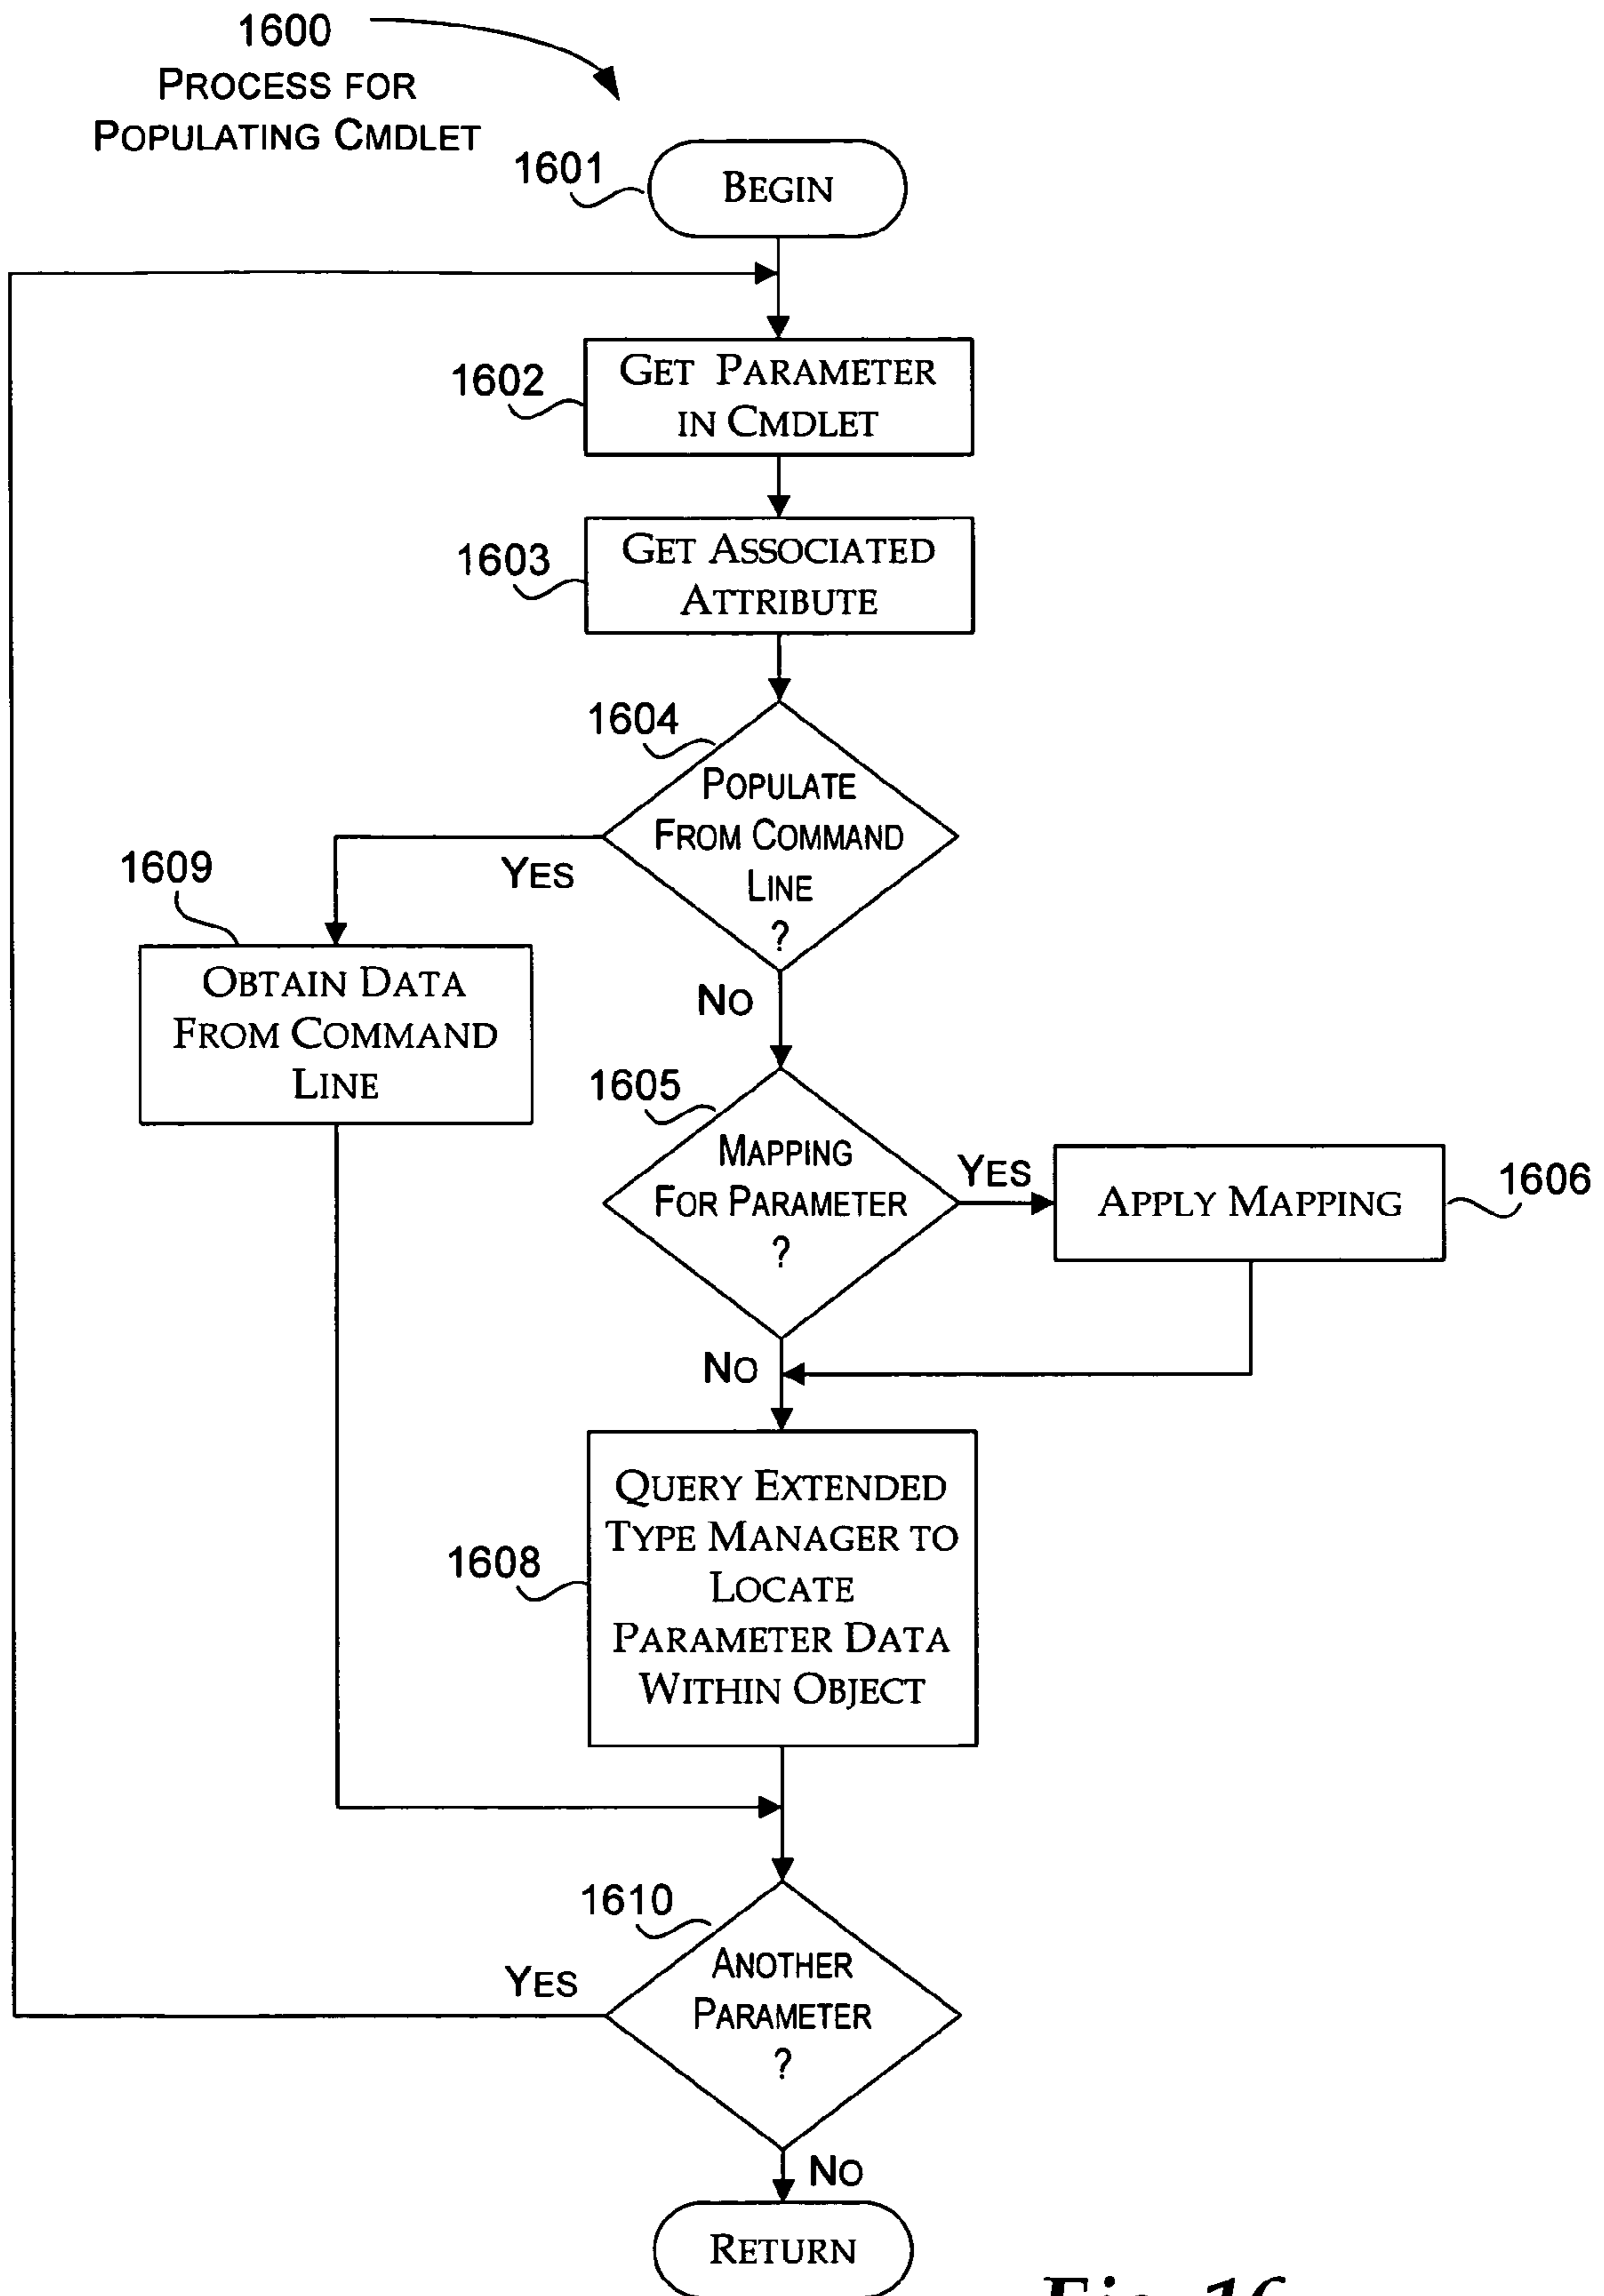 1600
PROCESS FOR
POPULATING CMDLET
1601
BEGIN
1602
GET PARAMETER
IN CMDLET
1603
GET ASSOCIATED
ATTRIBUTE
1604
POPULATE
FROM COMMAND
LINE
?
YES
1609
OBTAIN DATA
FROM COMMAND
LINE
NO
1605
MAPPING
FOR PARAMETER
?
YES
APPLY MAPPING
1606
NO
1608
QUERY EXTENDED
TYPE MANAGER TO
LOCATE
PARAMETER DATA
WITHIN OBJECT
1610
ANOTHER
PARAMETER
?
YES
NO
RETURN
Fig. 16